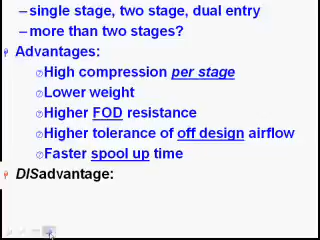 – single stage, two stage, dual entry
– more than two stages?
Advantages:
High compression per stage
Lower weight
Higher FOD resistance
Higher tolerance of off design airflow
Faster spool up time
DISadvantage: